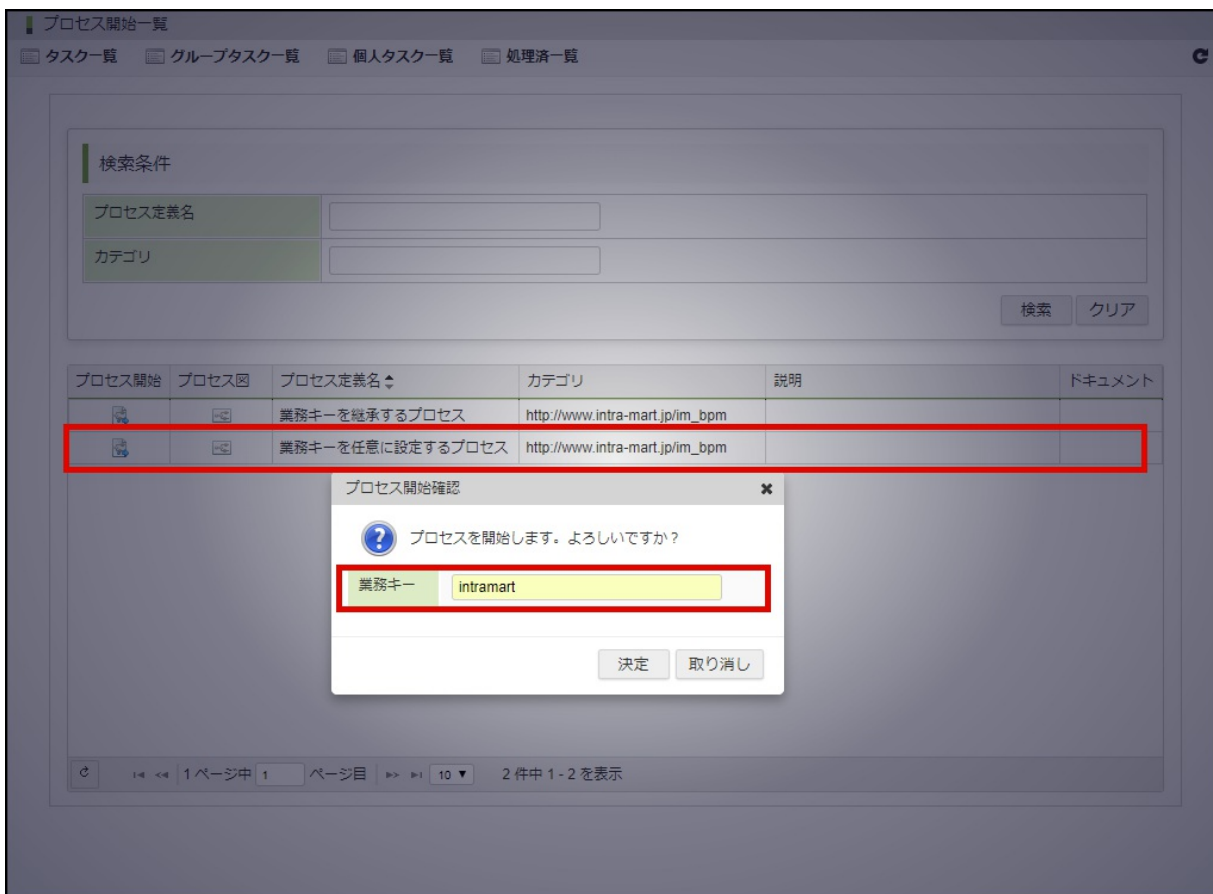 プロセス開始一覧
タスク一覧 グループタスク一覧 個人タスク一覧 処理済一覧
検索条件
プロセス定義名
カテゴリ
検索 クリア
プロセス開始 プロセス図 プロセス定義名 カテゴリ 説明 ドキュメント
業務キーを継承するプロセス http://www.intra-mart.jp/im_bpm
業務キーを任意に設定するプロセス http://www.intra-mart.jp/im_bpm
プロセス開始確認
プロセスを開始します。よろしいですか？
業務キー intramart
決定 取り消し
1 ページ中 1 ページ目 10 2 件中 1 - 2 を表示